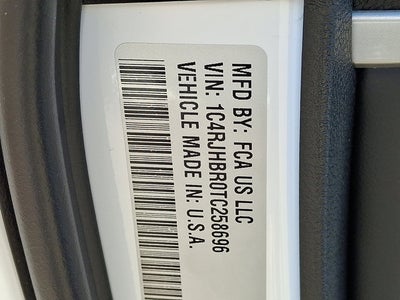 MFD BY: FCA US LLC
VIN: 1C4RJHBR0TC258696
VEHICLE MADE IN: U.S.A.